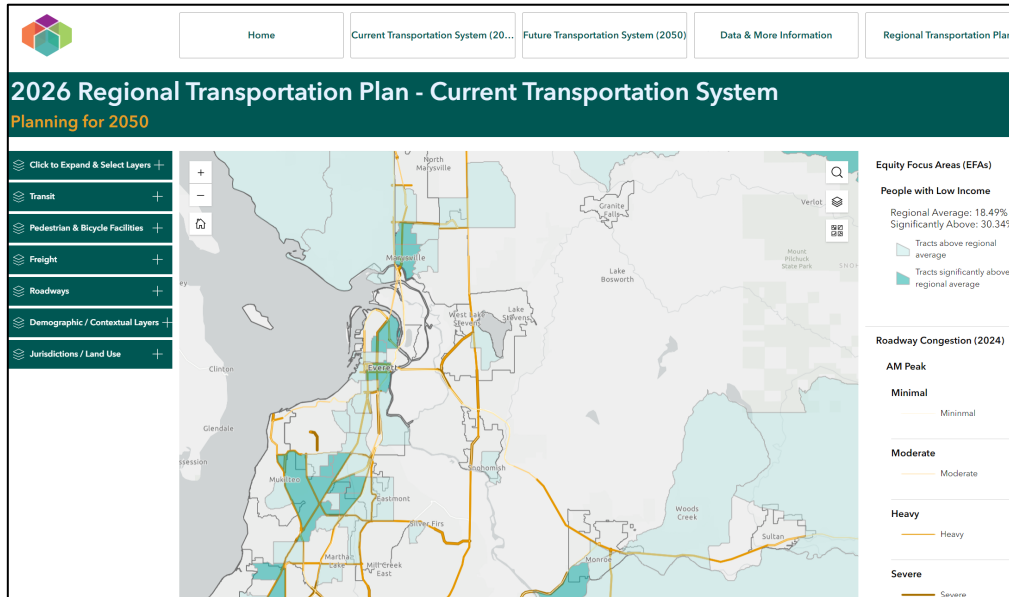 Home
Current Transportation System (20...
Future Transportation System (2050)
Data & More Information
Regional Transportation Plan
2026 Regional Transportation Plan - Current Transportation System
Planning for 2050
Click to Expand & Select Layers
Transit
Pedestrian & Bicycle Facilities
Freight
Roadways
Demographic / Contextual Layers
Jurisdictions / Land Use
North
Marysville
Granite
Falls
Verlot
Mount
Pilchuck
State Park
SNOH
Marysville
Lake
Bosworth
West Lake
Stevens
Lake
Stevens
Everett
Clinton
Glendale
ssession
Mukilteo
Snohomish
Eastmont
Silver Firs
Woods
Creek
Sultan
Monroe
Martha
Lake
Mill Creek
East
Equity Focus Areas (EFAs)
People with Low Income
Regional Average: 18.49%
Significantly Above: 30.34%
Tracts above regional
average
Tracts significantly above
regional average
Roadway Congestion (2024)
AM Peak
Minimal
Mininmal
Moderate
Moderate
Heavy
Heavy
Severe
Severe